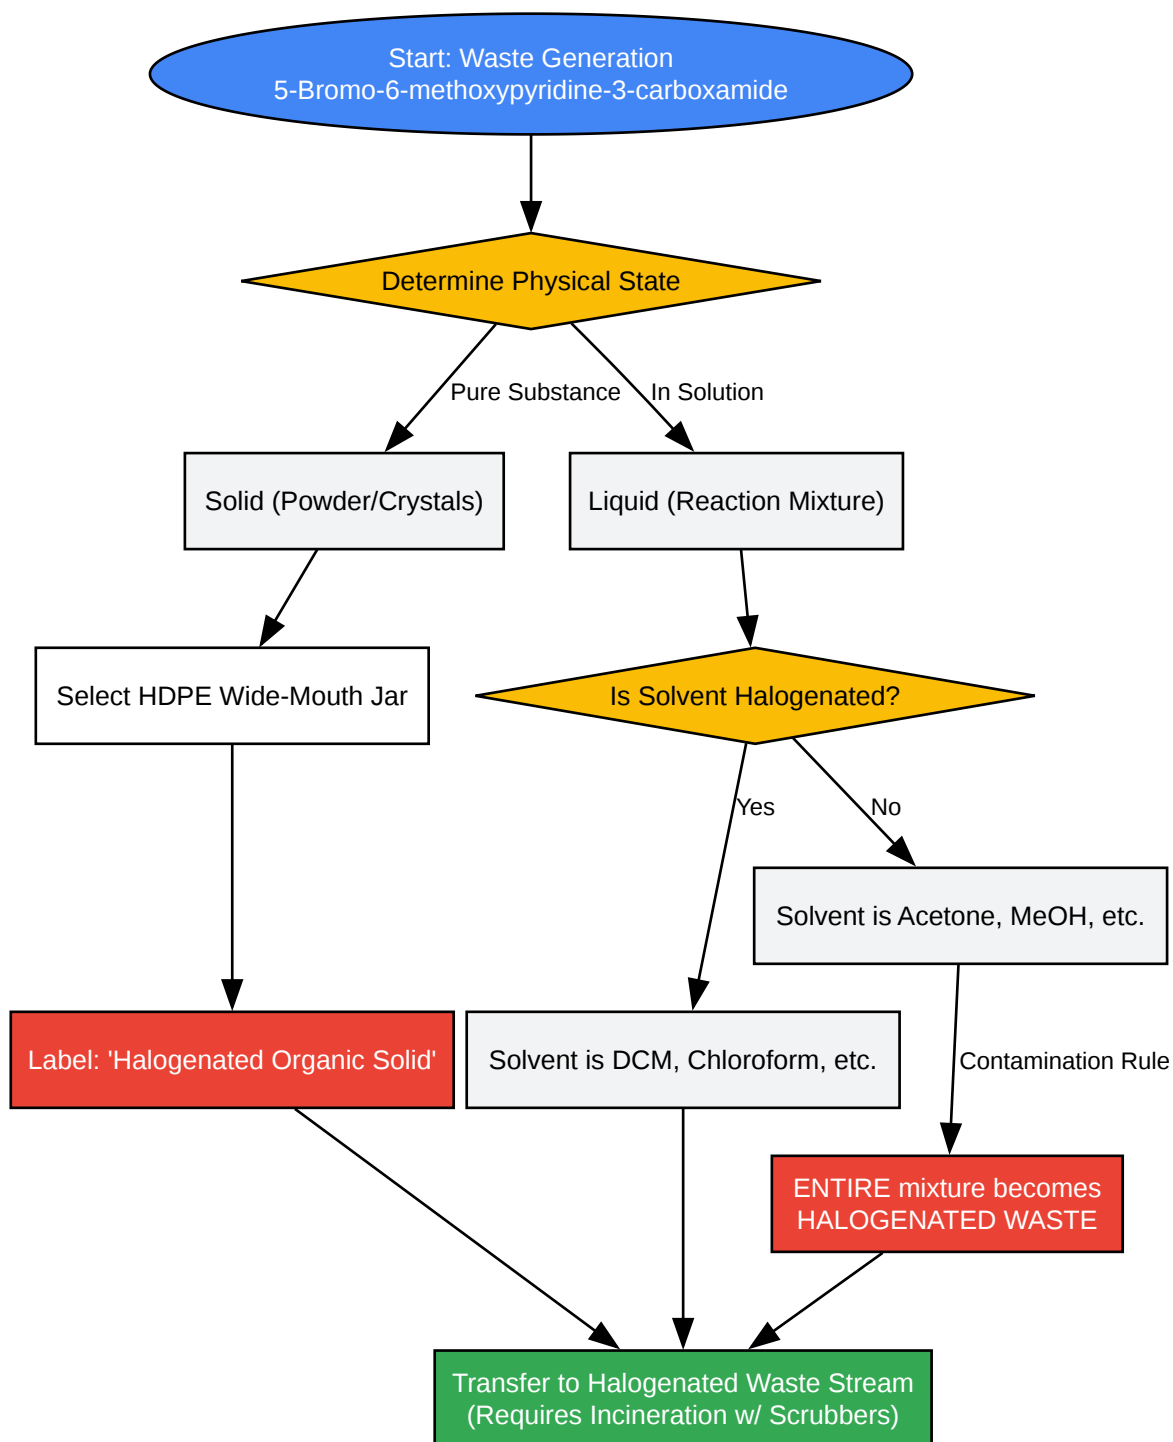 Start: Waste Generation
5-Bromo-6-methoxypyridine-3-carboxamide
Determine Physical State
Pure Substance
In Solution
Solid (Powder/Crystals)
Liquid (Reaction Mixture)
Select HDPE Wide-Mouth Jar
Is Solvent Halogenated?
Yes
No
Solvent is Acetone, MeOH, etc.
Label: 'Halogenated Organic Solid'
Solvent is DCM, Chloroform, etc.
Contamination Rule
ENTIRE mixture becomes
HALOGENATED WASTE
Transfer to Halogenated Waste Stream
(Requires Incineration w/ Scrubbers)